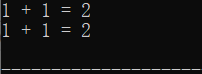 1 + 1 = 2
1 + 1 = 2
--------------------